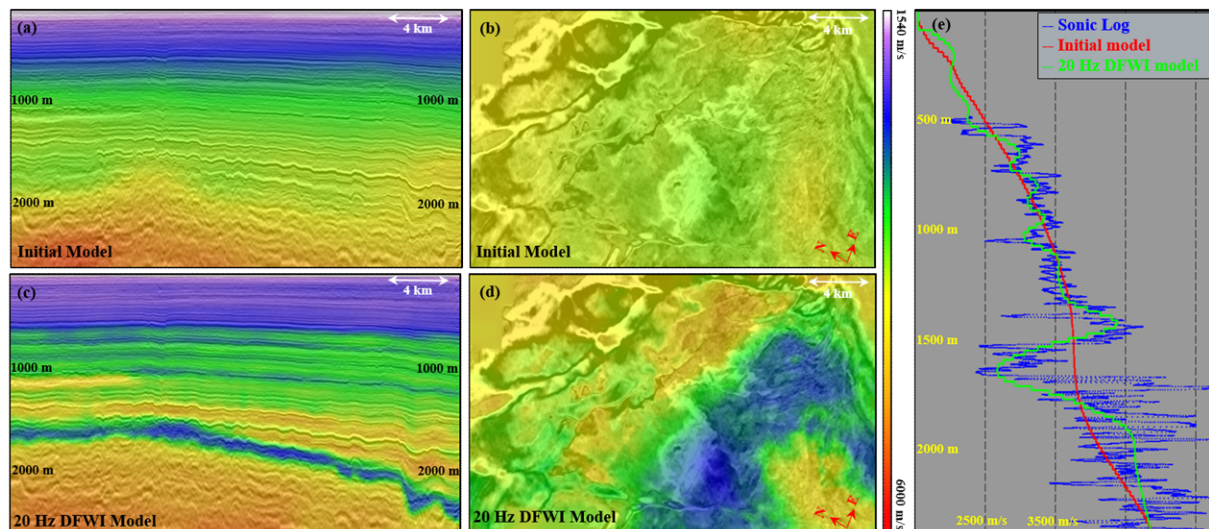 (a)
4 km
1000 m
1000 m
2000 m
2000 m
Initial Model
(b)
4 km
N
E
Initial Model
1540 m/s
6000 m/s
(c)
4 km
1000 m
1000 m
2000 m
2000 m
20 Hz DFWI Model
(d)
4 km
N
E
20 Hz DFWI Model
(e)
Sonic Log
Initial model
20 Hz DFWI model
500 m
1000 m
1500 m
2000 m
2500 m/s
3500 m/s